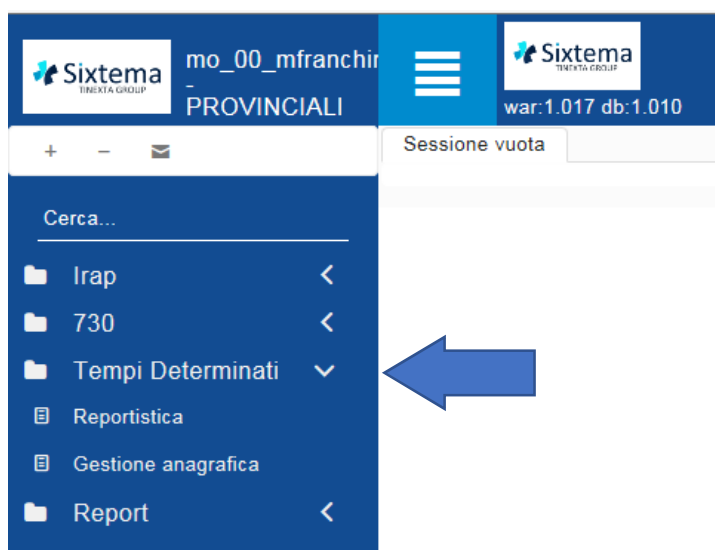 Sixtema
TINEXTA GROUP
mo_00_mfranchin
-
PROVINCIALI
Sixtema
TINEXTA GROUP
war:1.017 db:1.010
+ -
Sessione vuota
Cerca...
Irap
730
Tempi Determinati
Reportistica
Gestione anagrafica
Report